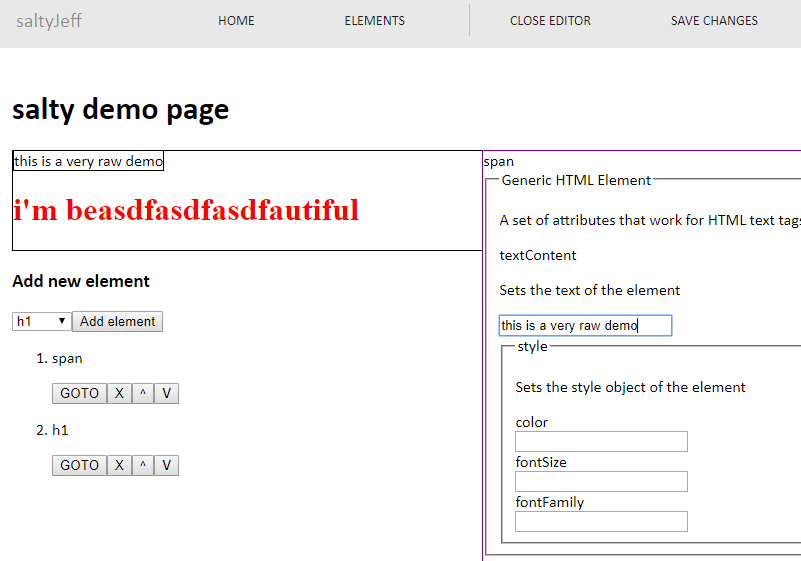 saltyJeff HOME ELEMENTS CLOSE EDITOR SAVE CHANGES
salty demo page
this is a very raw demo
i'm beasdfasdfasdfautiful
Add new element
h1 ▼ Add element
1. span
GOTO X ^ V
2. h1
GOTO X ^ V
span
Generic HTML Element
A set of attributes that work for HTML text tags
textContent
Sets the text of the element
this is a very raw demo
style
Sets the style object of the element
color
fontSize
fontFamily